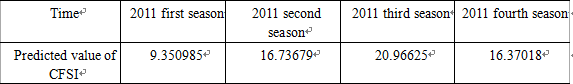 Time↵ 2011 first season↵ 2011 second season↵ 2011 third season↵ 2011 fourth season↵
Predicted value of CFSI↵ 9.350985↵ 16.73679↵ 20.96625↵ 16.37018↵